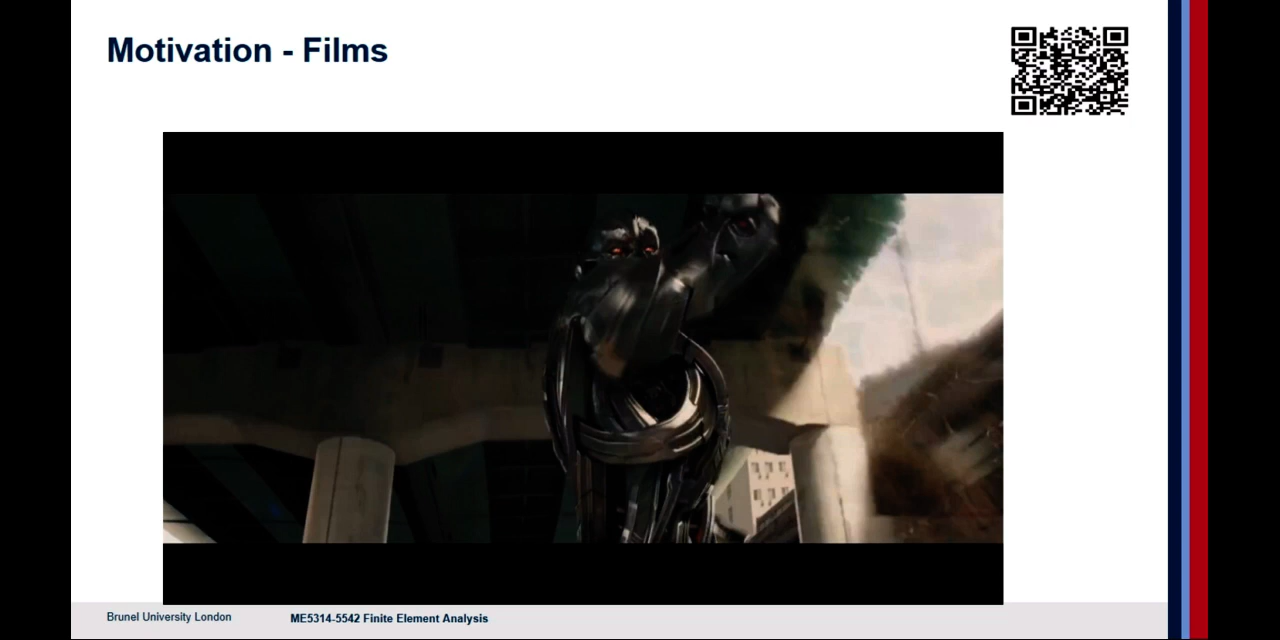 Motivation - Films
Brunel University London
ME5314-5542 Finite Element Analysis